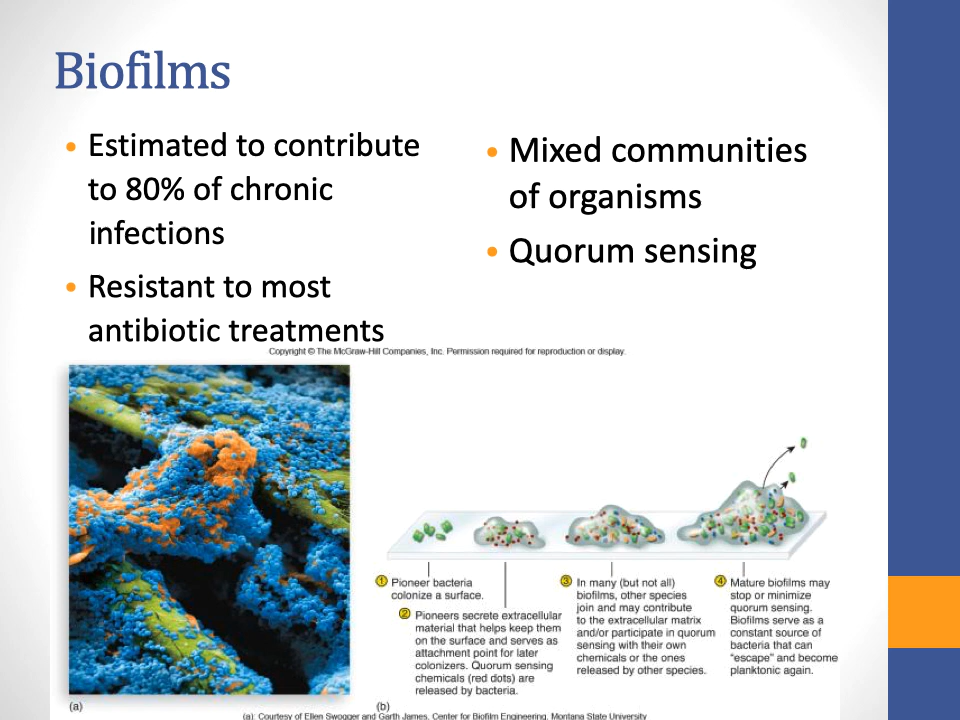 Biofilms
• Estimated to contribute
to 80% of chronic
infections
• Resistant to most
antibiotic treatments
• Mixed communities
of organisms
• Quorum sensing
Copyright © The McGraw-Hill Companies, Inc. Permission required for reproduction or display.
1 Pioneer bacteria
colonize a surface.
2 Pioneers secrete extracellular
material that helps keep them
on the surface and serves as
attachment point for later
colonizers. Quorum sensing
chemicals (red dots) are
released by bacteria.
3 In many (but not all)
biofilms, other species
join and may contribute
to the extracellular matrix
and/or participate in quorum
sensing with their own
chemicals or the ones
released by other species.
4 Mature biofilms may
stop or minimize
quorum sensing.
Biofilms serve as a
constant source of
bacteria that can
“escape” and become
planktonic again.
(a)
(b)
(a): Courtesy of Ellen Swogger and Garth James, Center for Biofilm Engineering, Montana State University